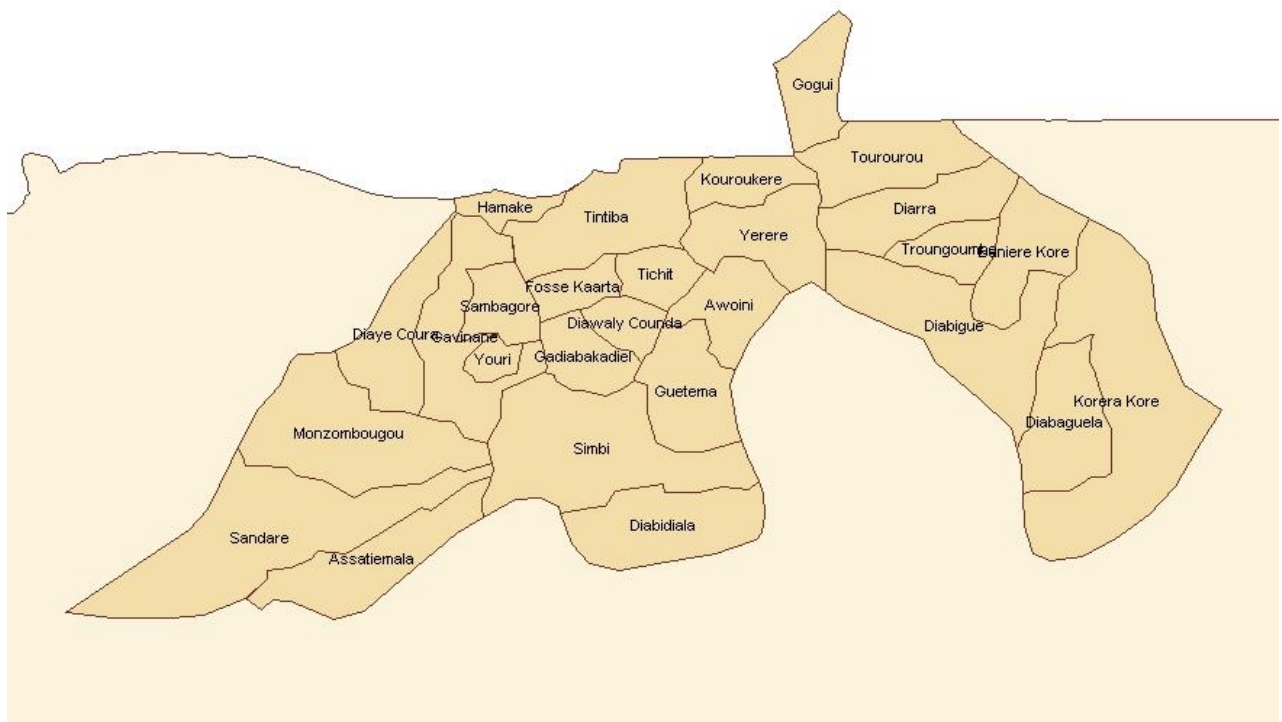 Gogui
Tourourou
Kouroukere
Hamake
Tintiba
Diarra
Yerere
Troungoumbe
Baniere Kore
Tichit
Fosse Kaarta
Sambagore
Awoini
Diawaly Counda
Diabigue
Diaye Coura
Gavinane
Youri
Gadiabakadiel
Guetema
Korera Kore
Diabaguela
Monzombougou
Simbi
Diabidiala
Sandare
Assatiemala